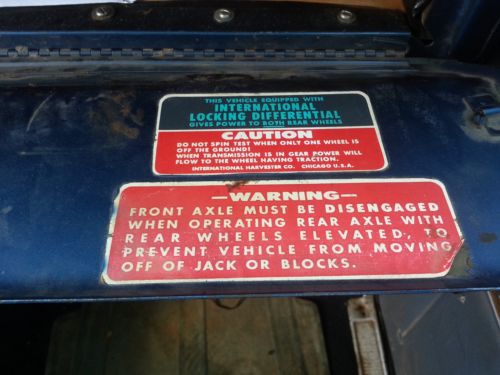 THIS VEHICLE EQUIPPED WITH
INTERNATIONAL
LOCKING DIFFERENTIAL
GIVES POWER TO BOTH REAR WHEELS
CAUTION
DO NOT SPIN TEST WHEN ONLY ONE WHEEL IS
OFF THE GROUND!
WHEN TRANSMISSION IS IN GEAR POWER WILL
FLOW TO THE WHEEL HAVING TRACTION.
INTERNATIONAL HARVESTER CO. CHICAGO U.S.A.
—WARNING—
FRONT AXLE MUST BE DISENGAGED
WHEN OPERATING REAR AXLE WITH
REAR WHEELS ELEVATED, TO
PREVENT VEHICLE FROM MOVING
OFF OF JACK OR BLOCKS.